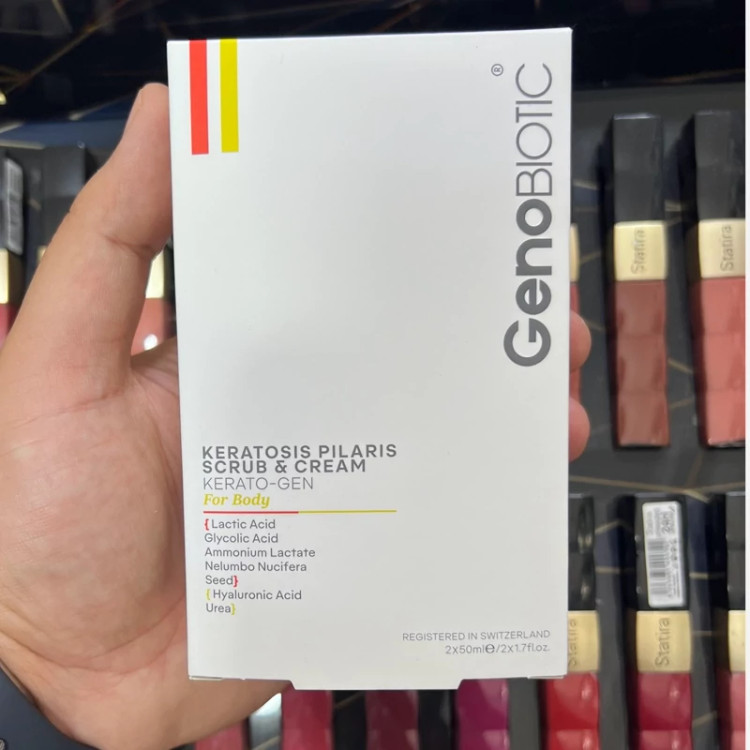 GenoBIOTIC®
KERATOSIS PILARIS
SCRUB & CREAM
KERATO-GEN
For Body
{Lactic Acid
Glycolic Acid
Ammonium Lactate
Nelumbo Nucifera
Seed}
{Hyaluronic Acid
Urea}
REGISTERED IN SWITZERLAND
2x50ml℮/2x1.7fl.oz.
Statira
Statira
Statira
Statira
Statira